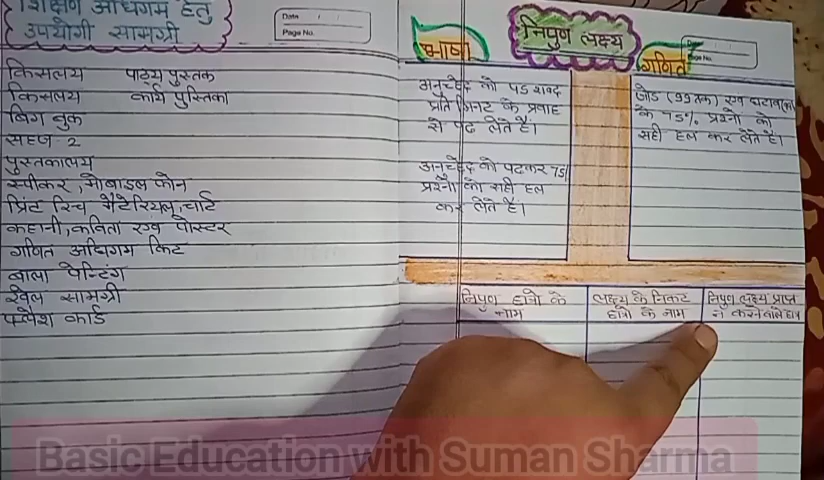 शिक्षण अधिगम हेतु
उपयोगी सामग्री
Date
Page No.
किसलय पाठ्य पुस्तक
किसलय कार्य पुस्तिका
बिग बुक
सहज - 2
पुस्तकालय
स्पीकर, मोबाइल फोन
प्रिंट रिच मैटेरियल, चार्ट
कहानी, कविता एवं पोस्टर
गणित अधिगम किट
बाला पेन्टिंग
खेल सामग्री
फ्लैश कार्ड
निपुण लक्ष्य
भाषा
अनुच्छेद को 45 शब्द
प्रति मिनट के प्रवाह
से पढ़ लेते हैं।
अनुच्छेद को पढ़कर 75%
प्रश्नों को सही हल
कर लेते हैं।
गणित
Page No.
जोड़ (99 तक) एवं घटाव
के 75% प्रश्नों को
सही हल कर लेते हैं।
निपुण छात्रों के
नाम
लक्ष्य के निकट
छात्रों के नाम
निपुण लक्ष्य प्राप्त
न करने वाले छात्र
Basic Education with Suman Sharma